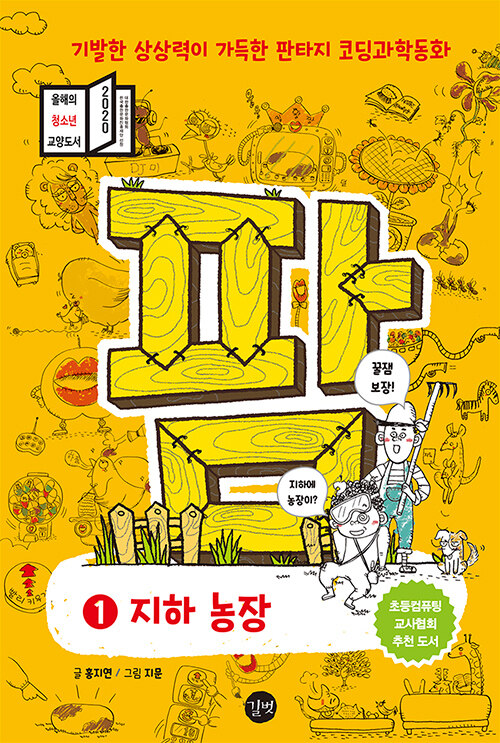 기발한 상상력이 가득한 판타지 코딩과학동화
올해의
청소년
교양도서
2020
팜
꿀잼
보장!
지하에
농장이?
1 지하 농장
초등컴퓨팅
교사협회
추천 도서
글 홍지연 / 그림 지문
길벗